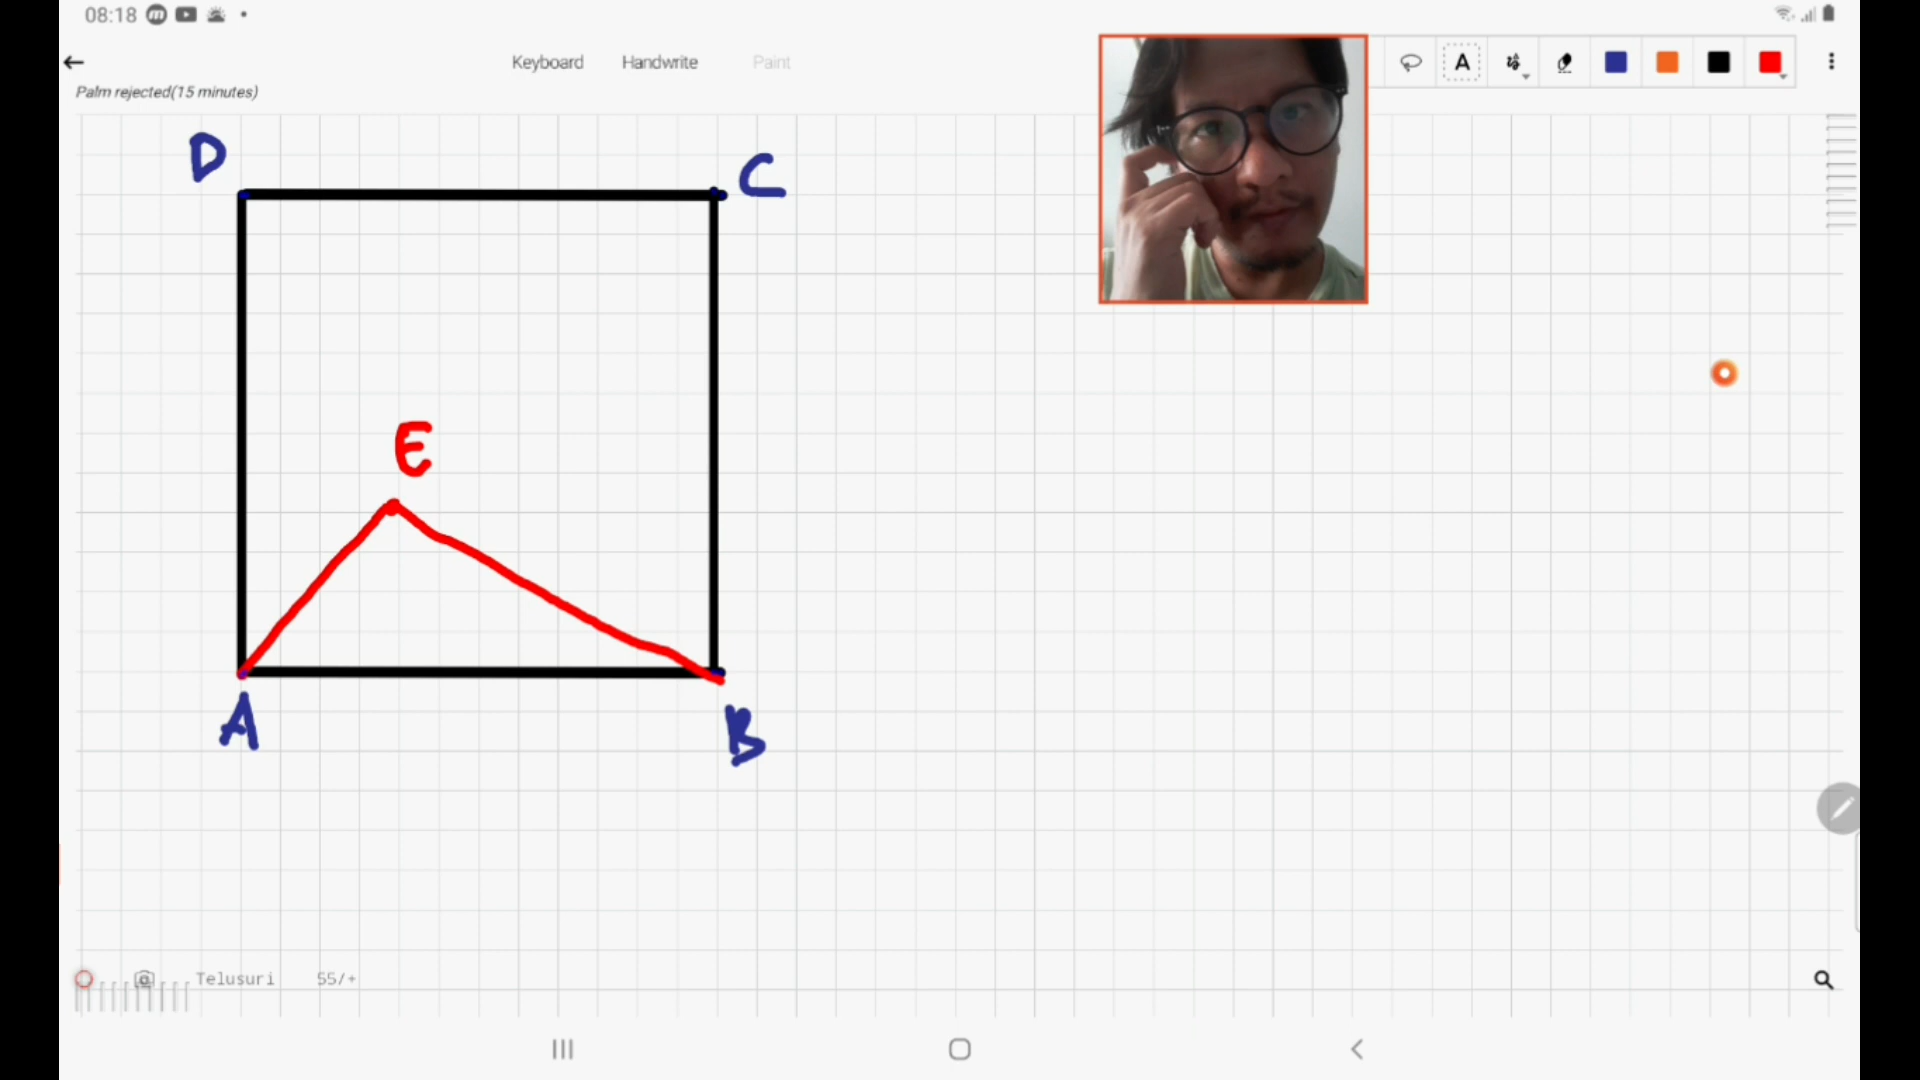 08:18
Keyboard Handwrite Paint
A
Palm rejected(15 minutes)
D
C
E
A
B
Telusuri 55/+